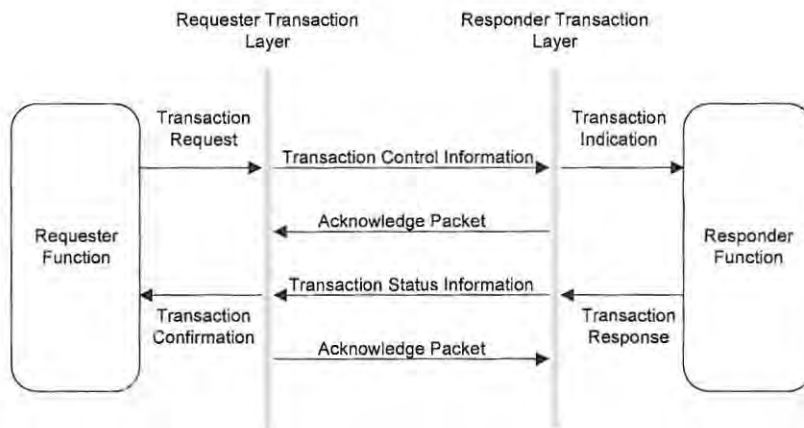 Requester Transaction
Layer
Responder Transaction
Layer
Transaction
Request
Transaction
Indication
Transaction Control Information
Acknowledge Packet
Requester
Function
Responder
Function
Transaction Status Information
Transaction
Confirmation
Transaction
Response
Acknowledge Packet